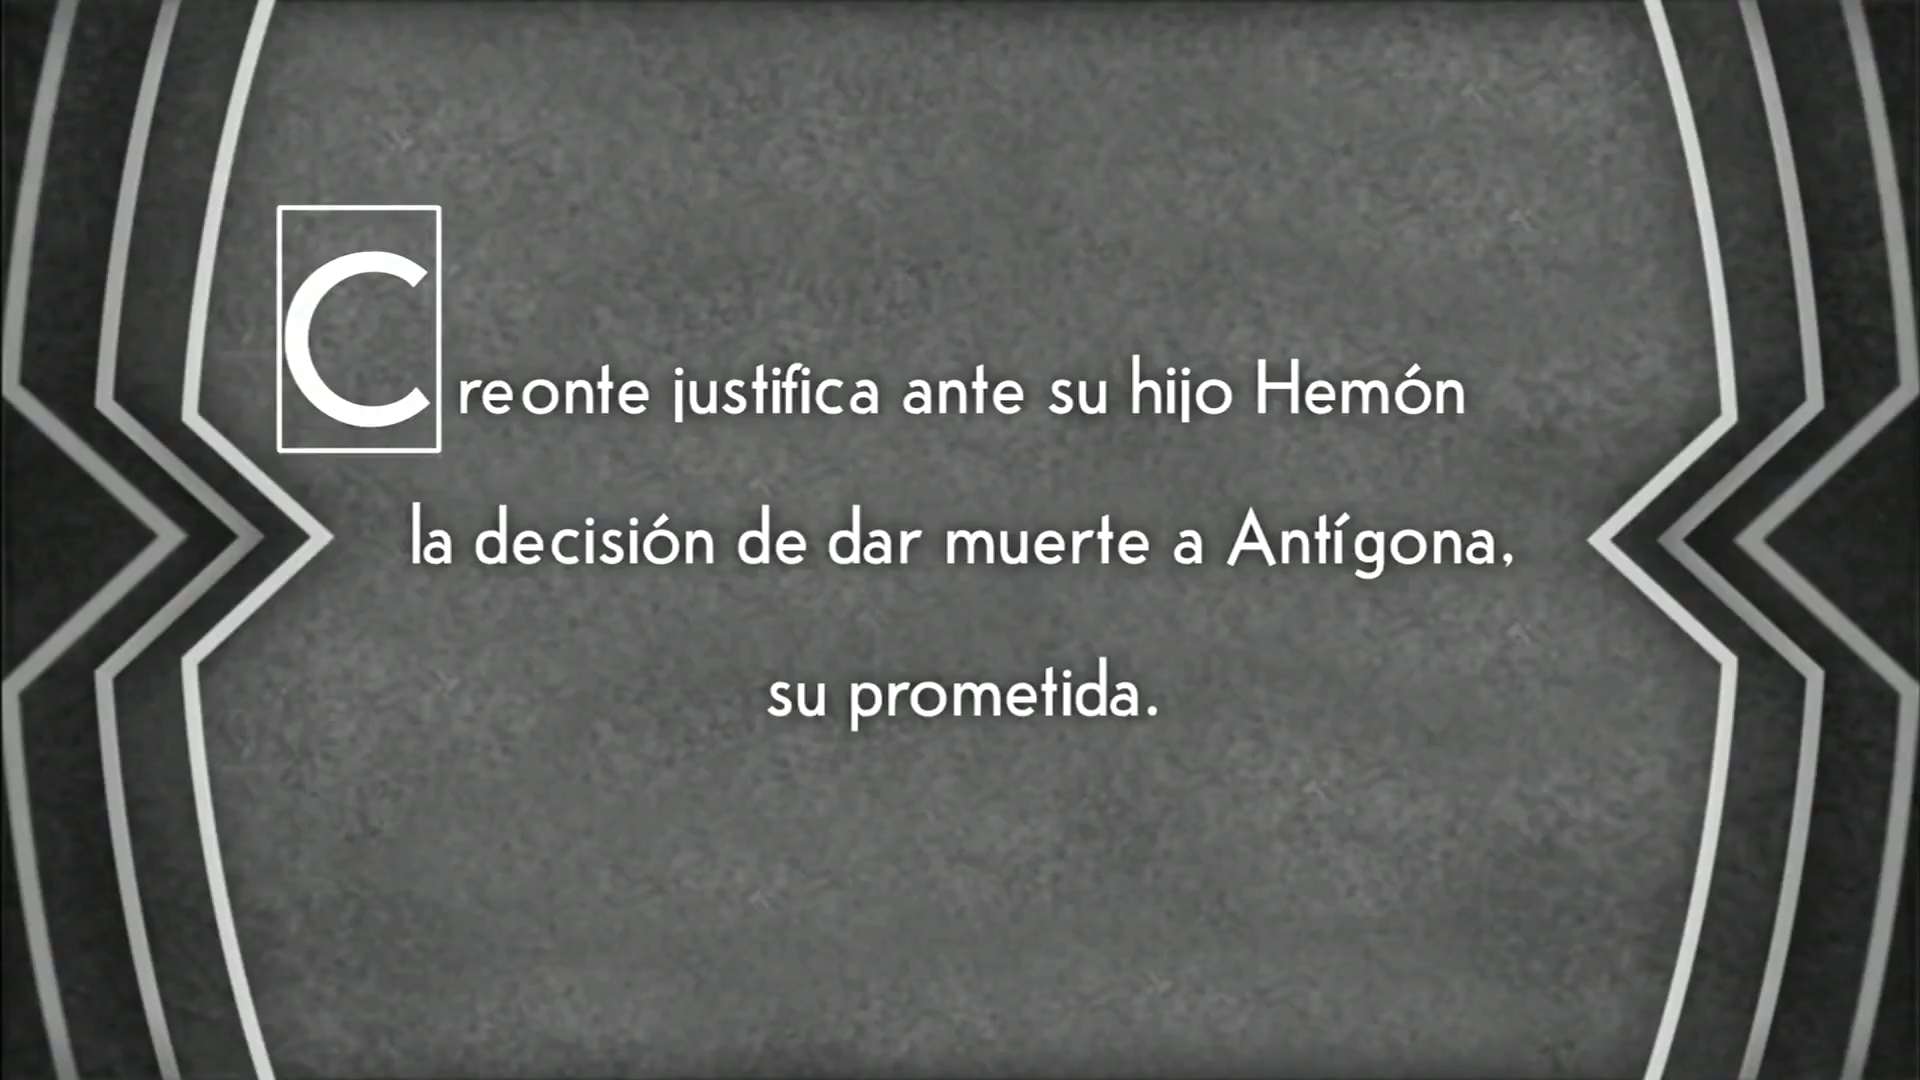 Creonte justifica ante su hijo Hemón
la decisión de dar muerte a Antígona,
su prometida.